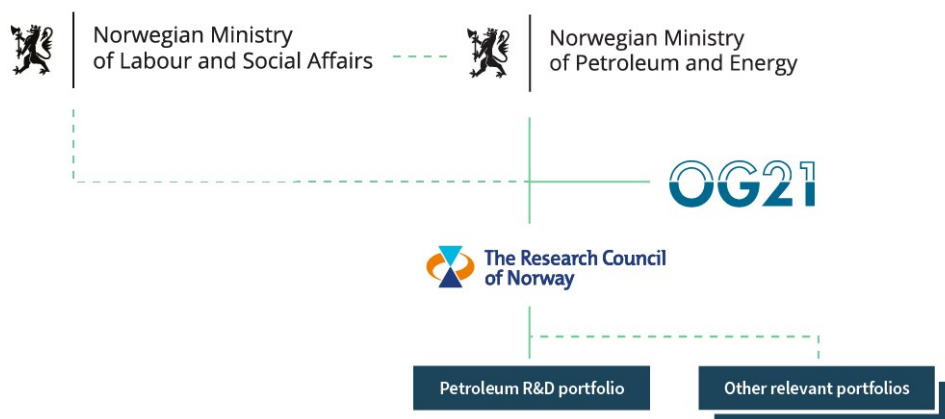 Norwegian Ministry
of Labour and Social Affairs
Norwegian Ministry
of Petroleum and Energy
OG21
The Research Council
of Norway
Petroleum R&D portfolio
Other relevant portfolios